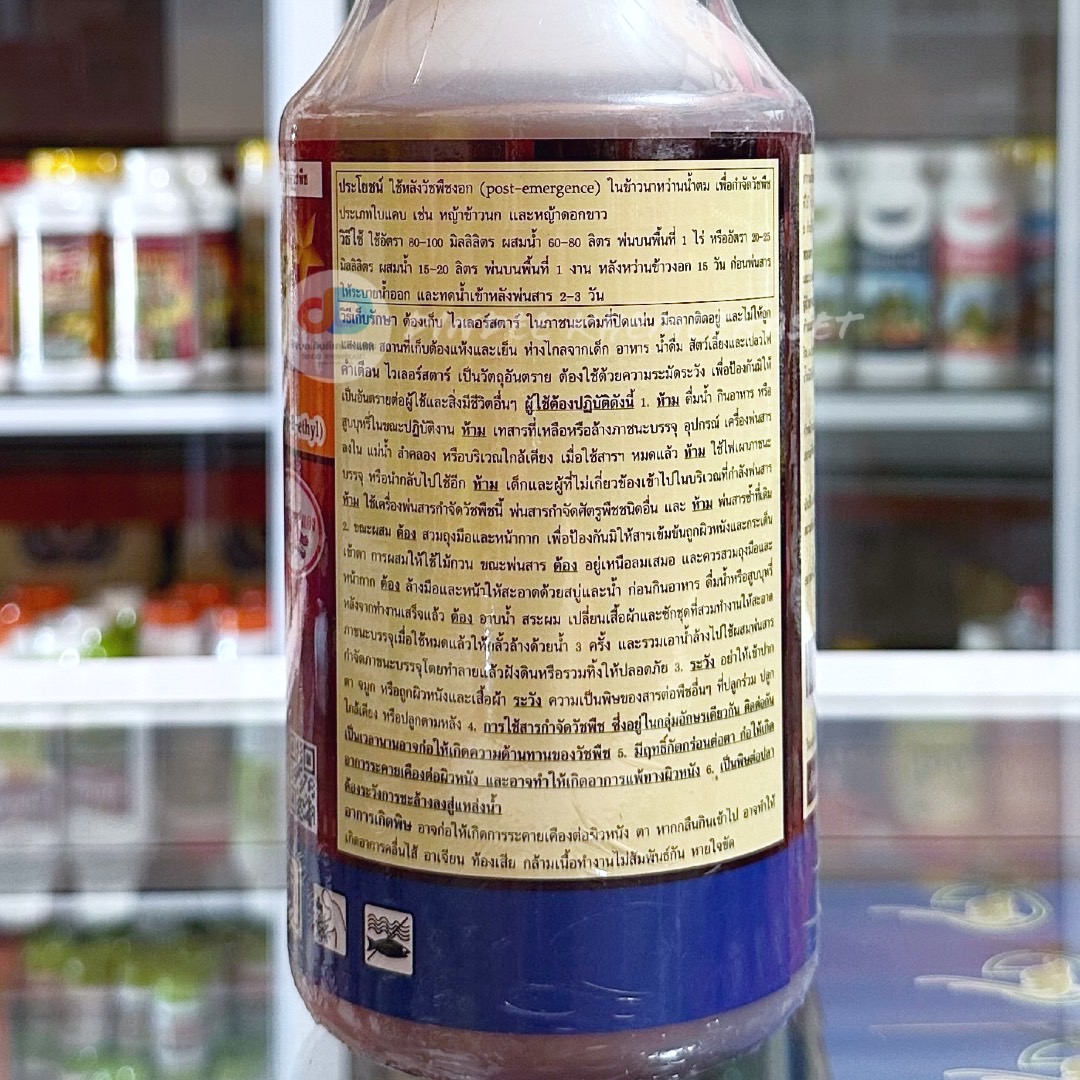 ประโยชน์ ใช้หลังวัชพืชงอก (post-emergence) ในข้าวนาหว่านน้ำตม เพื่อกำจัดวัชพืช
ประเภทใบแคบ เช่น หญ้าข้าวนก และหญ้าดอกขาว
วิธีใช้ ใช้อัตรา 80-100 มิลลิลิตร ผสมน้ำ 60-80 ลิตร พ่นบนพื้นที่ 1 ไร่ หรืออัตรา 20-25
มิลลิลิตร ผสมน้ำ 15-20 ลิตร พ่นบนพื้นที่ 1 งาน หลังหว่านข้าวงอก 15 วัน ก่อนพ่นสาร
ให้ระบายน้ำออก และทดน้ำเข้าหลังพ่นสาร 2-3 วัน
วิธีเก็บรักษา ต้องเก็บ ไวเลอร์สตาร์ ในภาชนะเดิมที่ปิดแน่น มีฉลากติดอยู่ และไม่ให้ถูก
แสงแดด สถานที่เก็บต้องแห้งและเย็น ห่างไกลจากเด็ก อาหาร น้ำดื่ม สัตว์เลี้ยงและเปลวไฟ
คำเตือน ไวเลอร์สตาร์ เป็นวัตถุอันตราย ต้องใช้ด้วยความระมัดระวัง เพื่อป้องกันมิให้
เป็นอันตรายต่อผู้ใช้และสิ่งมีชีวิตอื่นๆ ผู้ใช้ต้องปฏิบัติดังนี้ 1. ห้าม ดื่มน้ำ กินอาหาร หรือ
สูบบุหรี่ในขณะปฏิบัติงาน ห้าม เทสารที่เหลือหรือล้างภาชนะบรรจุ อุปกรณ์ เครื่องพ่นสาร
ลงใน แม่น้ำ ลำคลอง หรือบริเวณใกล้เคียง เมื่อใช้สารฯ หมดแล้ว ห้าม ใช้ไฟเผาภาชนะ
บรรจุ หรือนำกลับไปใช้อีก ห้าม เด็กและผู้ที่ไม่เกี่ยวข้องเข้าไปในบริเวณที่กำลังพ่นสาร
ห้าม ใช้เครื่องพ่นสารกำจัดวัชพืชนี้ พ่นสารกำจัดศัตรูพืชชนิดอื่น และ ห้าม พ่นสารซ้ำที่เดิม
2. ขณะผสม ต้อง สวมถุงมือและหน้ากาก เพื่อป้องกันมิให้สารเข้มข้นถูกผิวหนังและกระเด็น
เข้าตา การผสมให้ใช้ไม้กวน ขณะพ่นสาร ต้อง อยู่เหนือลมเสมอ และควรสวมถุงมือและ
หน้ากาก ต้อง ล้างมือและหน้าให้สะอาดด้วยสบู่และน้ำ ก่อนกินอาหาร ดื่มน้ำหรือสูบบุหรี่
หลังจากทำงานเสร็จแล้ว ต้อง อาบน้ำ สระผม เปลี่ยนเสื้อผ้าและซักชุดที่สวมทำงานให้สะอาด
ภาชนะบรรจุเมื่อใช้หมดแล้วให้กลั้วล้างด้วยน้ำ 3 ครั้ง และรวมเอาน้ำล้างไปใช้ผสมพ่นสาร
กำจัดภาชนะบรรจุโดยทำลายแล้วฝังดินหรือรวมทิ้งให้ปลอดภัย 3. ระวัง อย่าให้เข้าปาก
ตา จมูก หรือถูกผิวหนังและเสื้อผ้า ระวัง ความเป็นพิษของสารต่อพืชอื่นๆ ที่ปลูกร่วม ปลูก
ใกล้เคียง หรือปลูกตามหลัง 4. การใช้สารกำจัดวัชพืช ซึ่งอยู่ในกลุ่มอักษรเดียวกัน ติดต่อกัน
เป็นเวลานานอาจก่อให้เกิดความต้านทานของวัชพืช 5. มีฤทธิ์กัดกร่อนต่อตา ก่อให้เกิด
อาการระคายเคืองต่อผิวหนัง และอาจทำให้เกิดอาการแพ้ทางผิวหนัง 6. เป็นพิษต่อปลา
ต้องระวังการชะล้างลงสู่แหล่งน้ำ
อาการเกิดพิษ อาจก่อให้เกิดการระคายเคืองต่อผิวหนัง ตา หากกลืนกินเข้าไป อาจทำให้
เกิดอาการคลื่นไส้ อาเจียน ท้องเสีย กล้ามเนื้อทำงานไม่สัมพันธ์กัน หายใจขัด
ethyl)